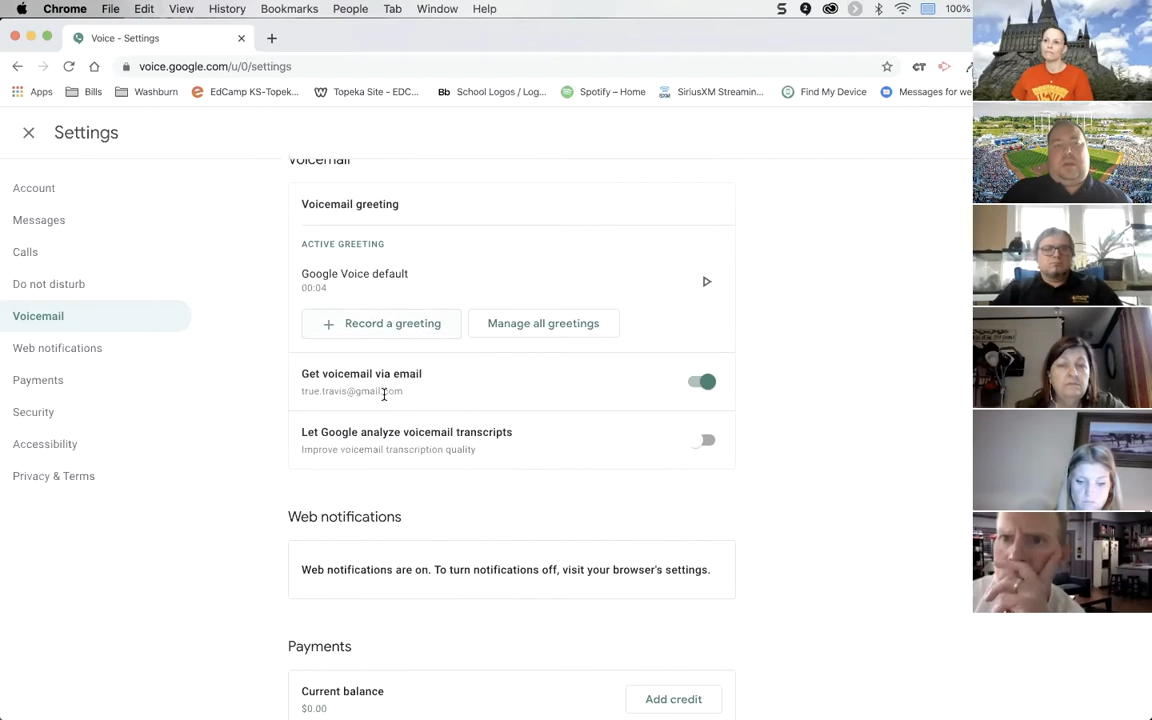 Chrome File Edit View History Bookmarks People Tab Window Help 100%
Voice - Settings
voice.google.com/u/0/settings
Apps Bills Washburn EdCamp KS-Topek... Topeka Site - EDC... Bb School Logos / Log... Spotify – Home SiriusXM Streamin... Find My Device Messages for we
Settings
Account
Messages
Calls
Do not disturb
Voicemail
Web notifications
Payments
Security
Accessibility
Privacy & Terms
Voicemail
Voicemail greeting
ACTIVE GREETING
Google Voice default
00:04
Record a greeting Manage all greetings
Get voicemail via email
true.travis@gmail.com
Let Google analyze voicemail transcripts
Improve voicemail transcription quality
Web notifications
Web notifications are on. To turn notifications off, visit your browser's settings.
Payments
Current balance
$0.00
Add credit